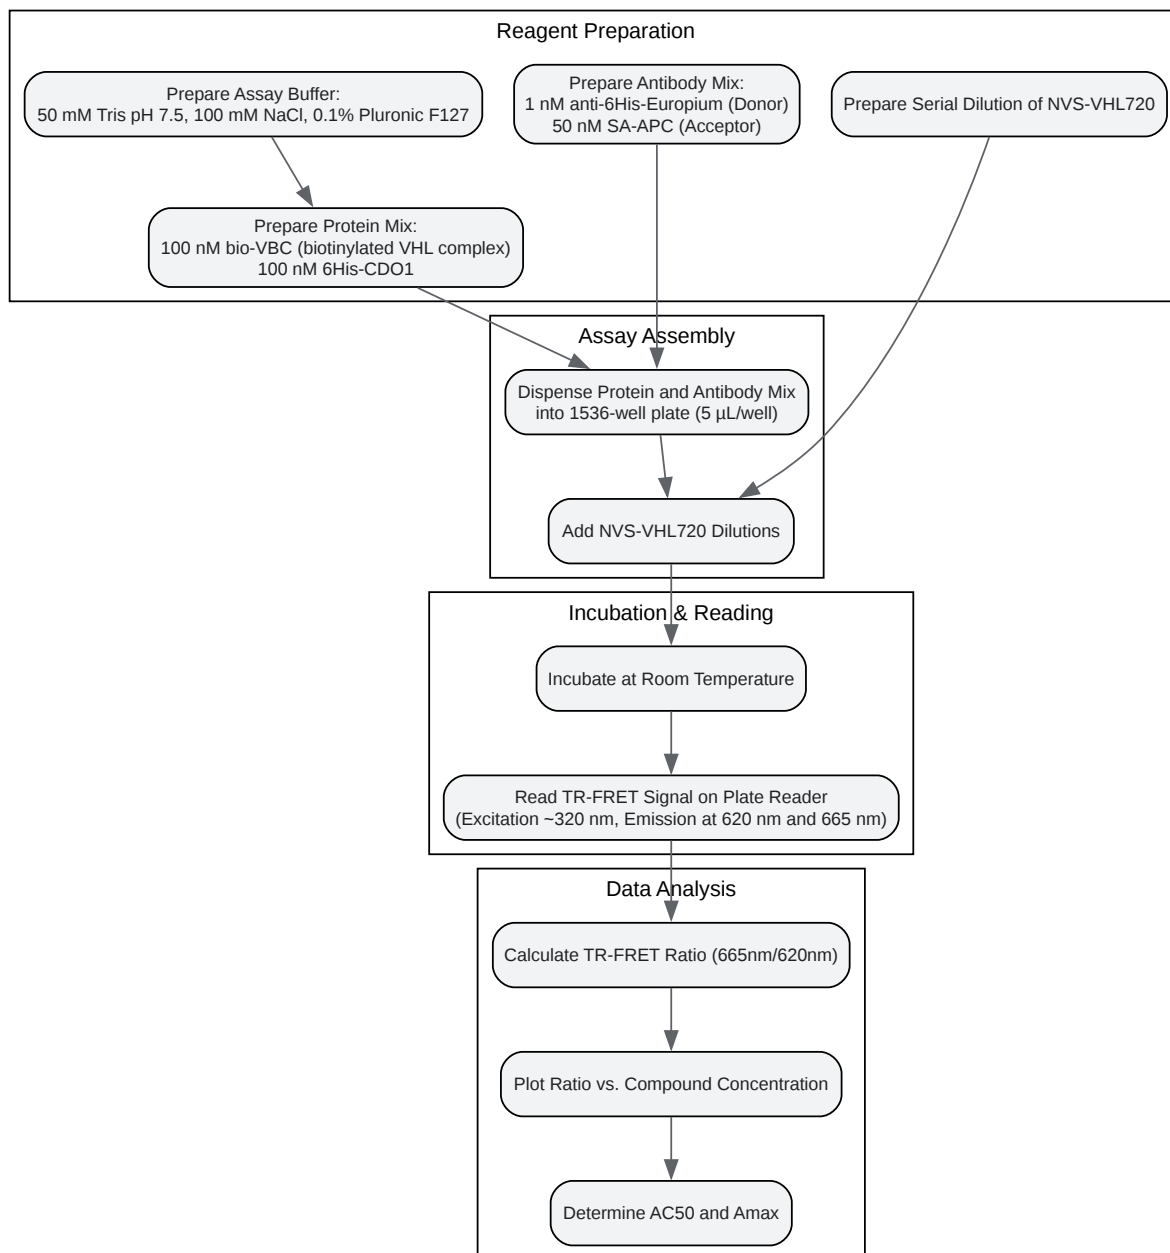 Reagent Preparation
Prepare Assay Buffer:
50 mM Tris pH 7.5, 100 mM NaCl, 0.1% Pluronic F127
Prepare Antibody Mix:
1 nM anti-6His-Europium (Donor)
50 nM SA-APC (Acceptor)
Prepare Serial Dilution of NVS-VHL720
Prepare Protein Mix:
100 nM bio-VBC (biotinylated VHL complex)
100 nM 6His-CDO1
Assay Assembly
Dispense Protein and Antibody Mix
into 1536-well plate (5 µL/well)
Add NVS-VHL720 Dilutions
Incubation & Reading
Incubate at Room Temperature
Read TR-FRET Signal on Plate Reader
(Excitation ~320 nm, Emission at 620 nm and 665 nm)
Data Analysis
Calculate TR-FRET Ratio (665nm/620nm)
Plot Ratio vs. Compound Concentration
Determine AC50 and Amax